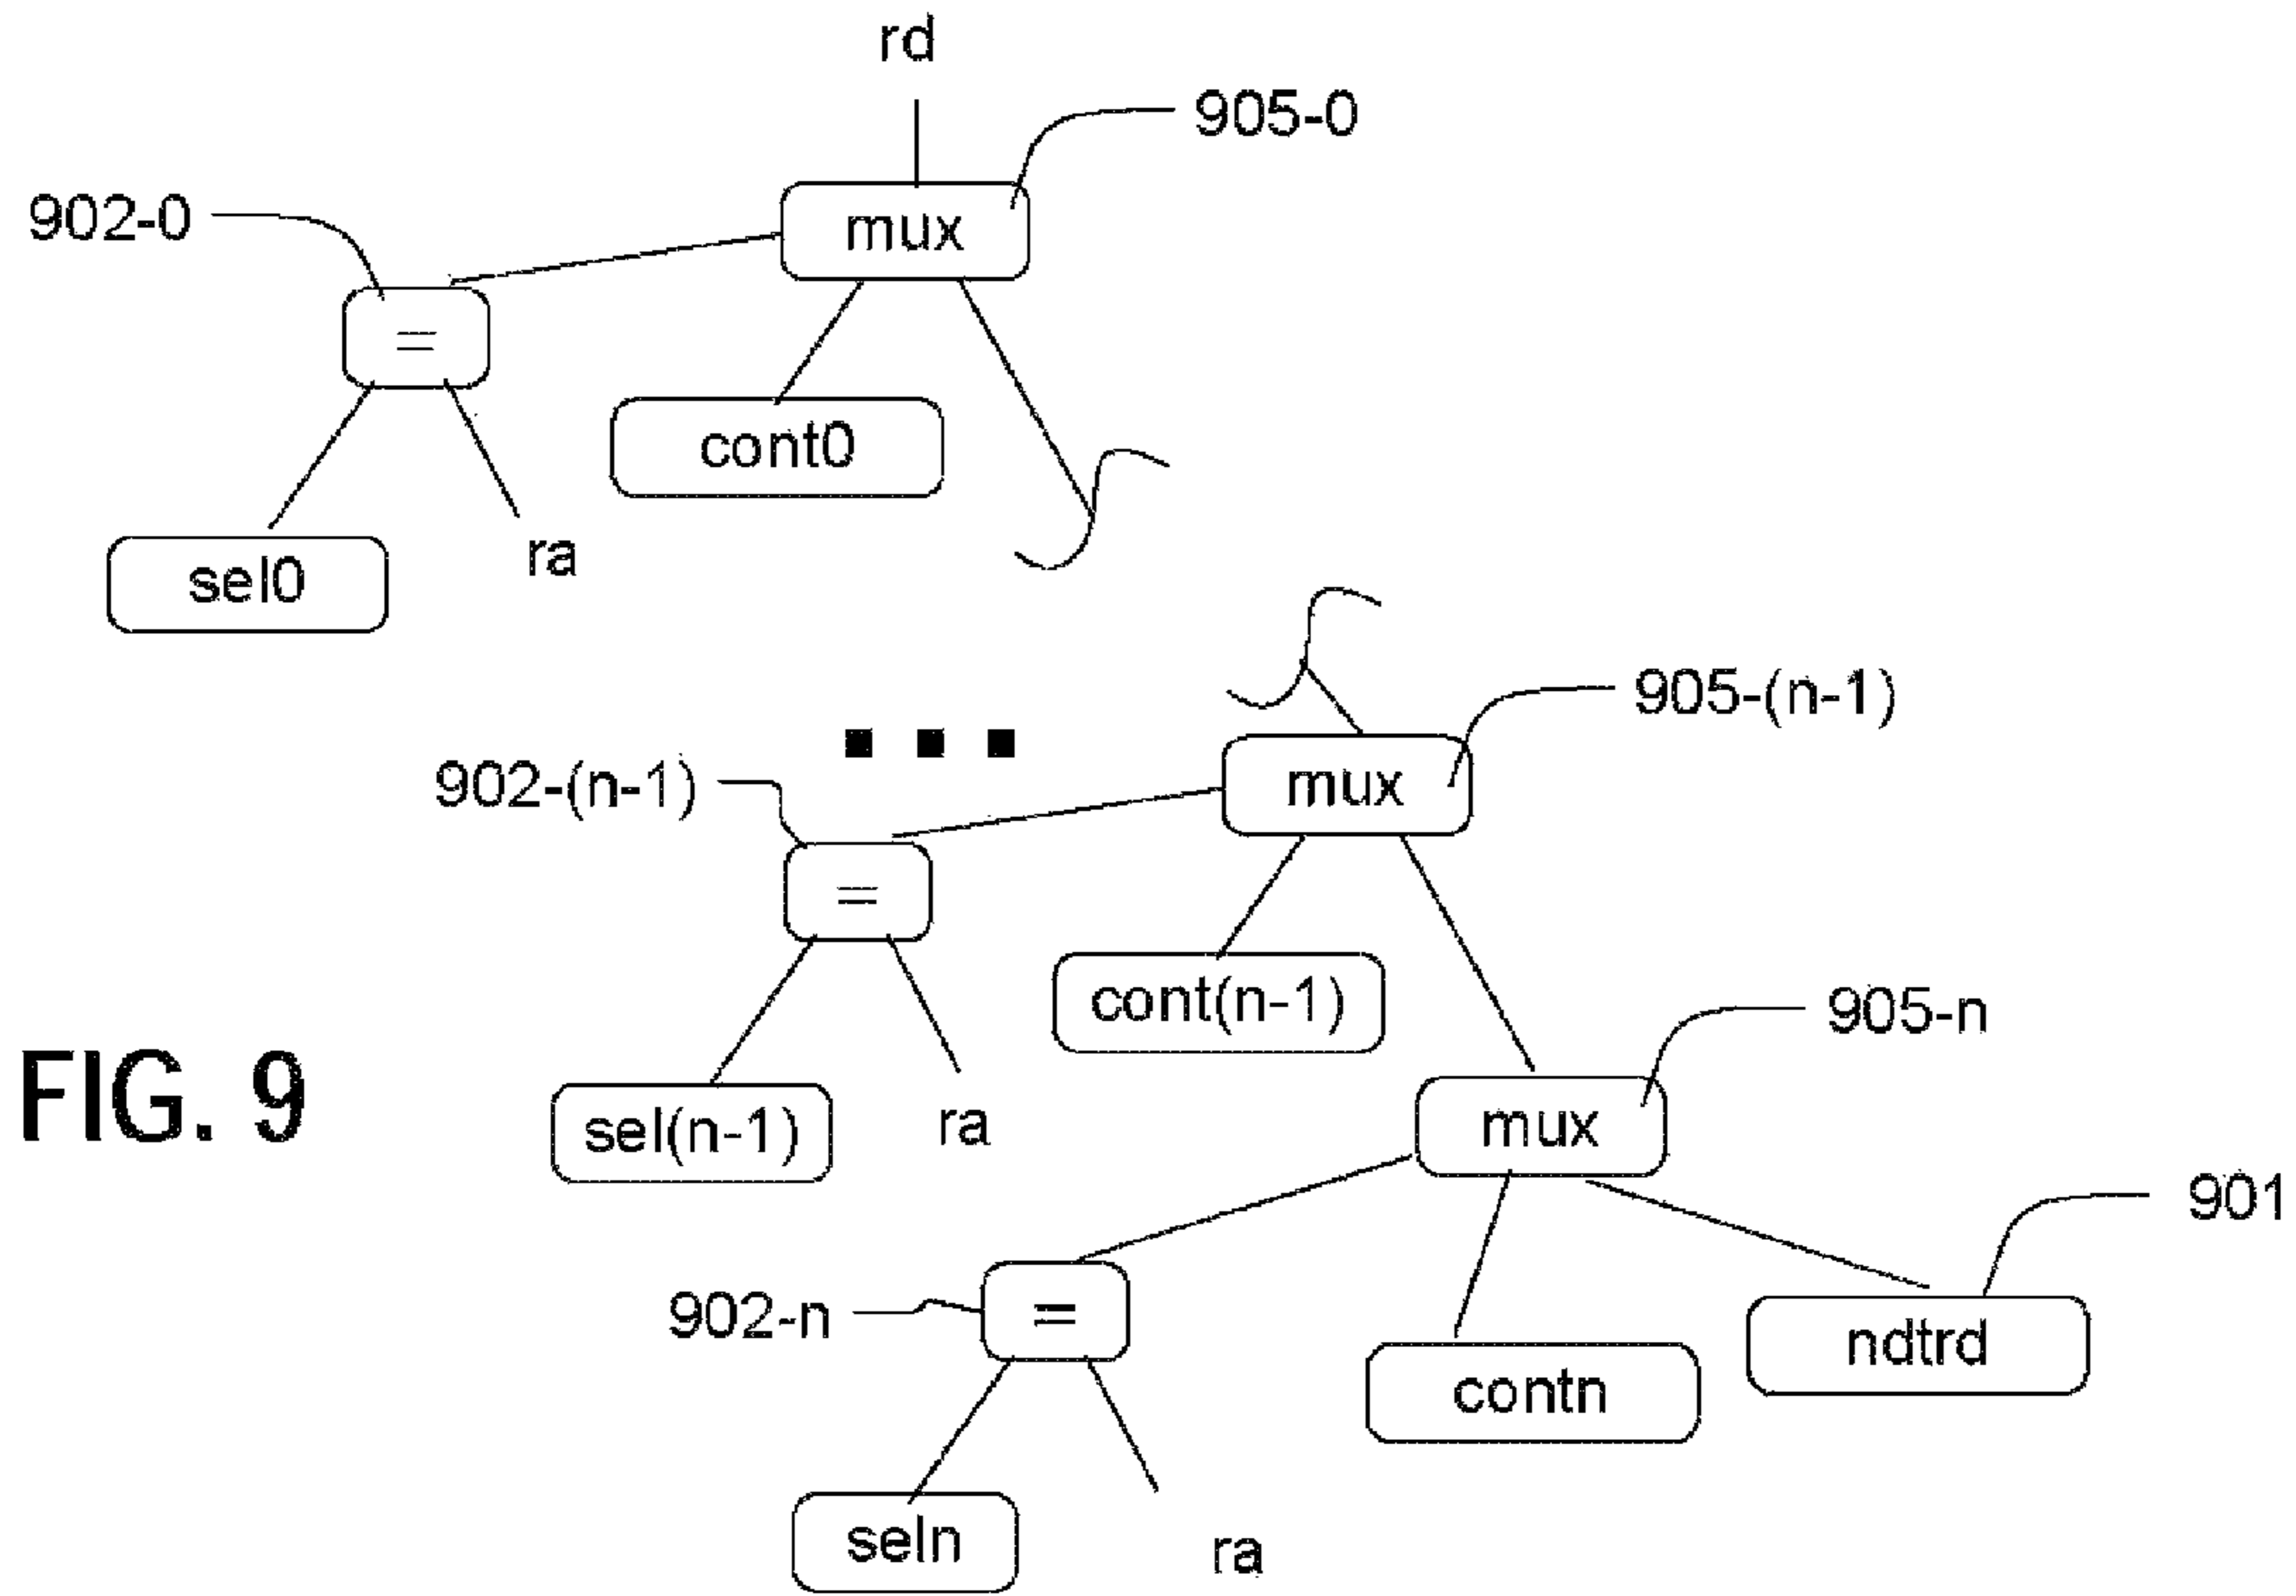 rd
905-0
902-0
mux
=
cont0
ra
sel0
905-(n-1)
902-(n-1)
mux
=
cont(n-1)
905-n
FIG. 9
sel(n-1)
ra
mux
901
902-n
=
ndtrd
contn
seln
ra